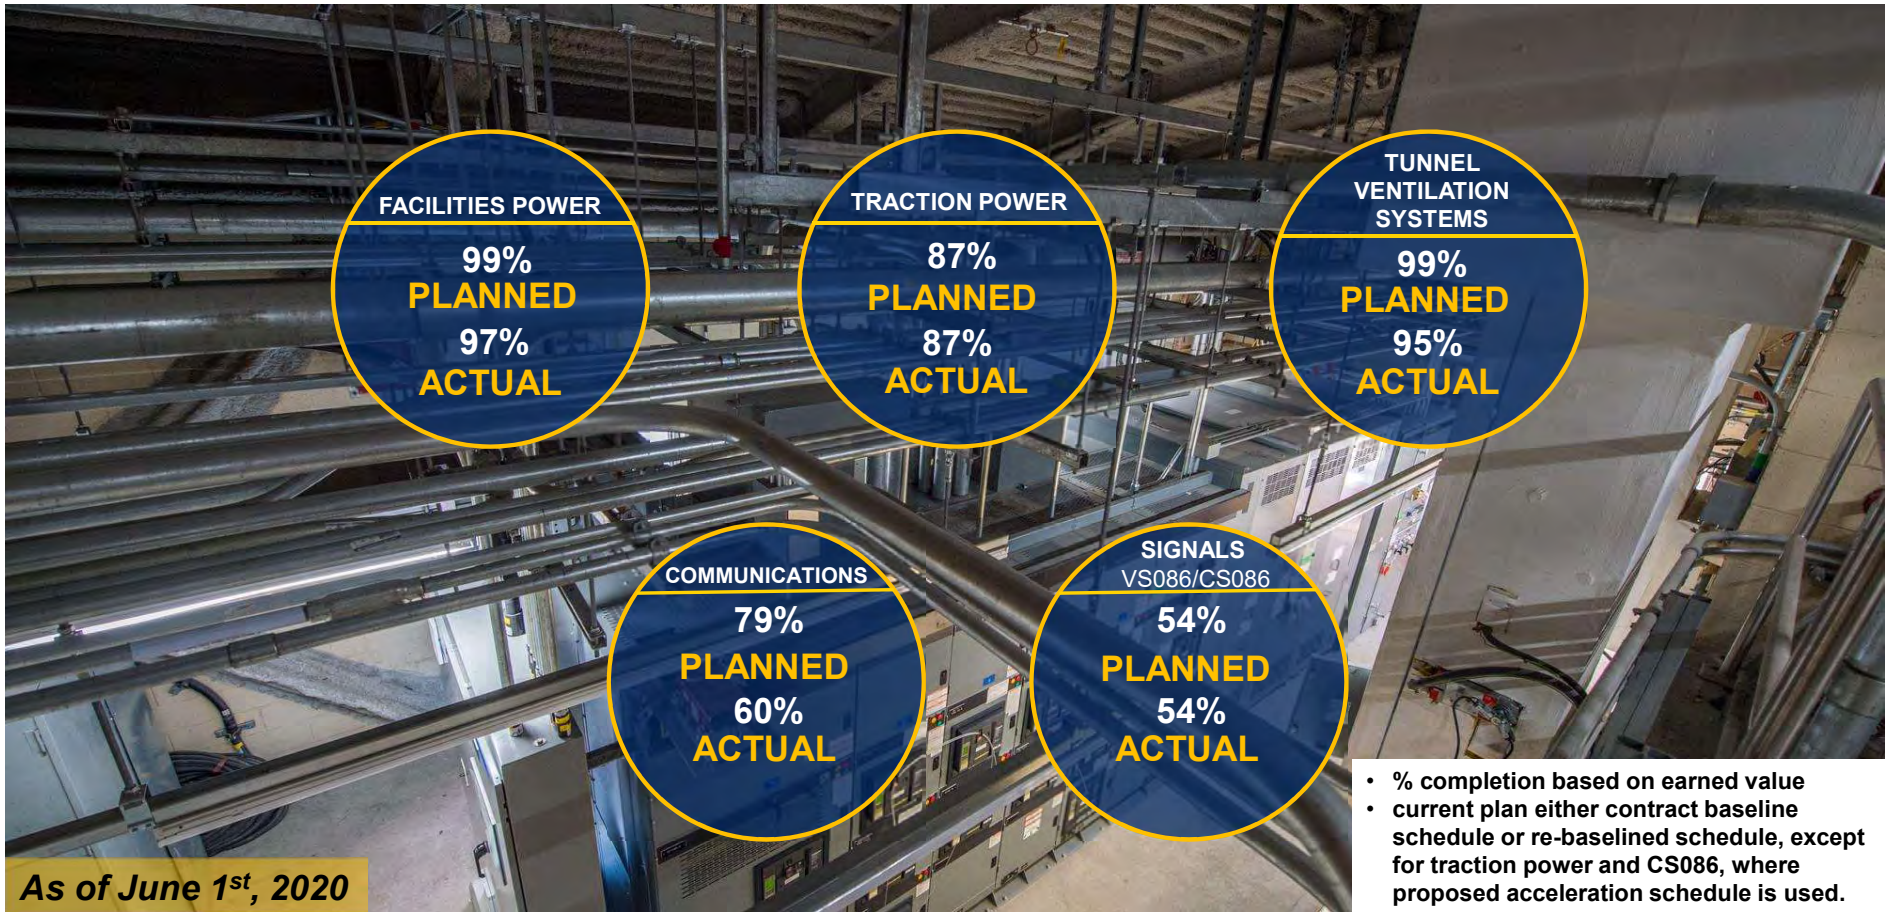 FACILITIES POWER
99%
PLANNED
97%
ACTUAL
TRACTION POWER
87%
PLANNED
87%
ACTUAL
TUNNEL
VENTILATION
SYSTEMS
99%
PLANNED
95%
ACTUAL
COMMUNICATIONS
79%
PLANNED
60%
ACTUAL
SIGNALS
VS086/CS086
54%
PLANNED
54%
ACTUAL
• % completion based on earned value
• current plan either contract baseline
schedule or re-baselined schedule, except
for traction power and CS086, where
proposed acceleration schedule is used.
As of June 1st, 2020